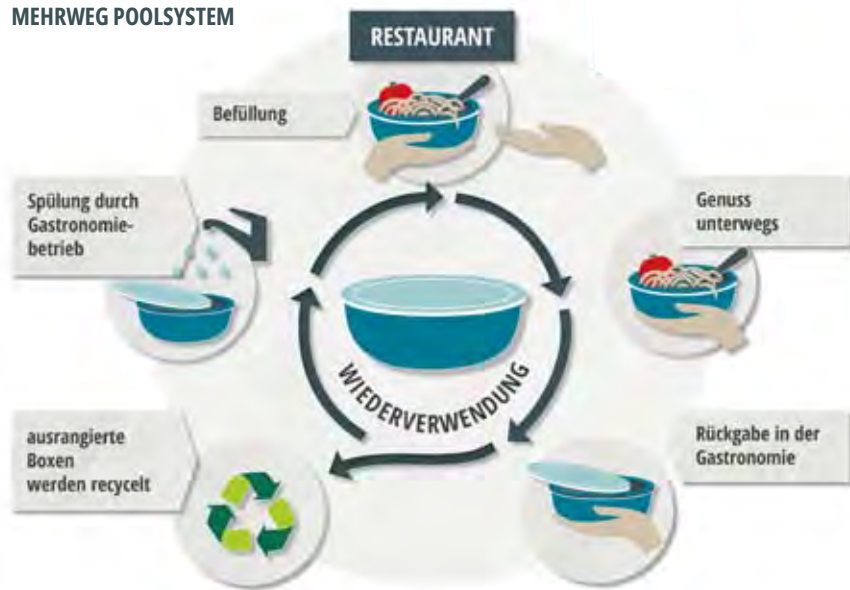 MEHRWEG POOLSYSTEM
RESTAURANT
Befüllung
Genuss
unterwegs
Rückgabe in der
Gastronomie
ausrangierte
Boxen
werden recycelt
Spülung durch
Gastronomie-
betrieb
WIEDERVERWENDUNG